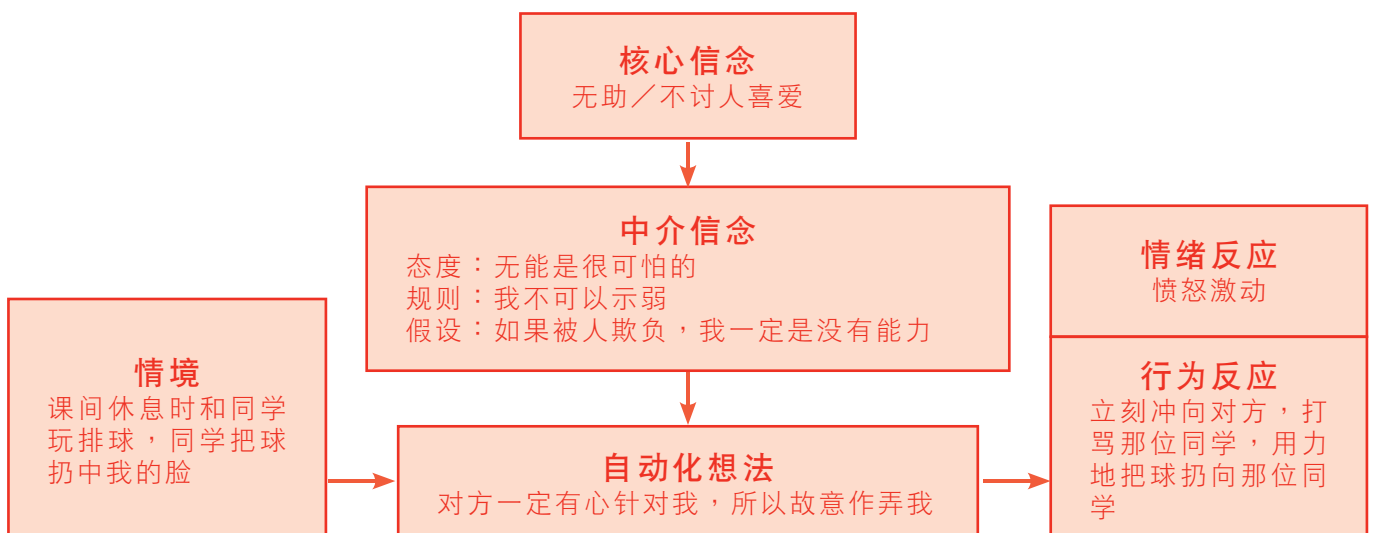 核心信念
无助／不讨人喜爱
中介信念
态度：无能是很可怕的
规则：我不可以示弱
假设：如果被人欺负，我一定是没有能力
情境
课间休息时和同学
玩排球，同学把球
扔中我的脸
自动化想法
对方一定有心针对我，所以故意作弄我
情绪反应
愤怒激动
行为反应
立刻冲向对方，打
骂那位同学，用力
地把球扔向那位同
学